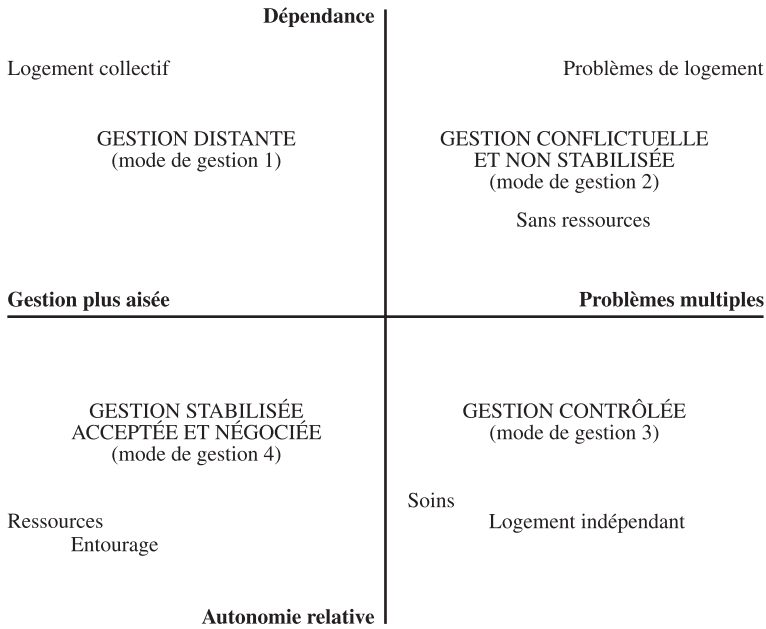 Dépendance
Logement collectif
Problèmes de logement
GESTION DISTANTE
(mode de gestion 1)
GESTION CONFLICTUELLE
ET NON STABILISÉE
(mode de gestion 2)
Sans ressources
Gestion plus aisée
Problèmes multiples
GESTION STABILISÉE
ACCEPTÉE ET NÉGOCIÉE
(mode de gestion 4)
GESTION CONTRÔLÉE
(mode de gestion 3)
Soins
Logement indépendant
Ressources
Entourage
Autonomie relative